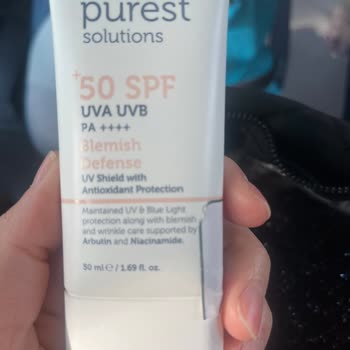 purest
solutions
+50 SPF
UVA UVB
PA ++++
Blemish
Defense
UV Shield with
Antioxidant Protection
Maintained UV & Blue Light
protection along with blemish
and wrinkle care supported by
Arbutin and Niacinamide.
50 ml ℮ / 1.69 fl. oz.